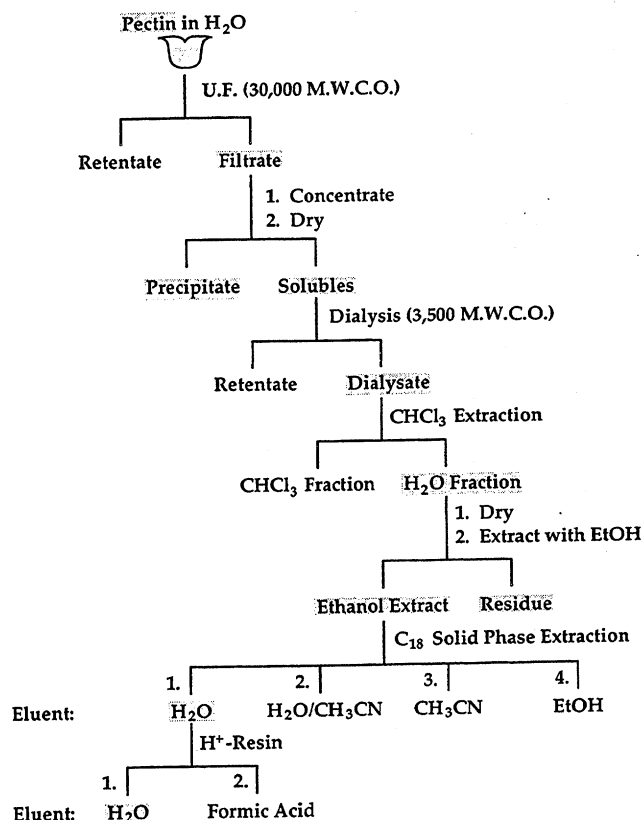 Pectin in H₂O
U.F. (30,000 M.W.C.O.)
Retentate Filtrate
1. Concentrate
2. Dry
Precipitate Solubles
Dialysis (3,500 M.W.C.O.)
Retentate Dialysate
CHCl₃ Extraction
CHCl₃ Fraction H₂O Fraction
1. Dry
2. Extract with EtOH
Ethanol Extract Residue
C₁₈ Solid Phase Extraction
1. 2. 3. 4.
Eluent: H₂O H₂O/CH₃CN CH₃CN EtOH
H⁺-Resin
1. 2.
Eluent: H₂O Formic Acid